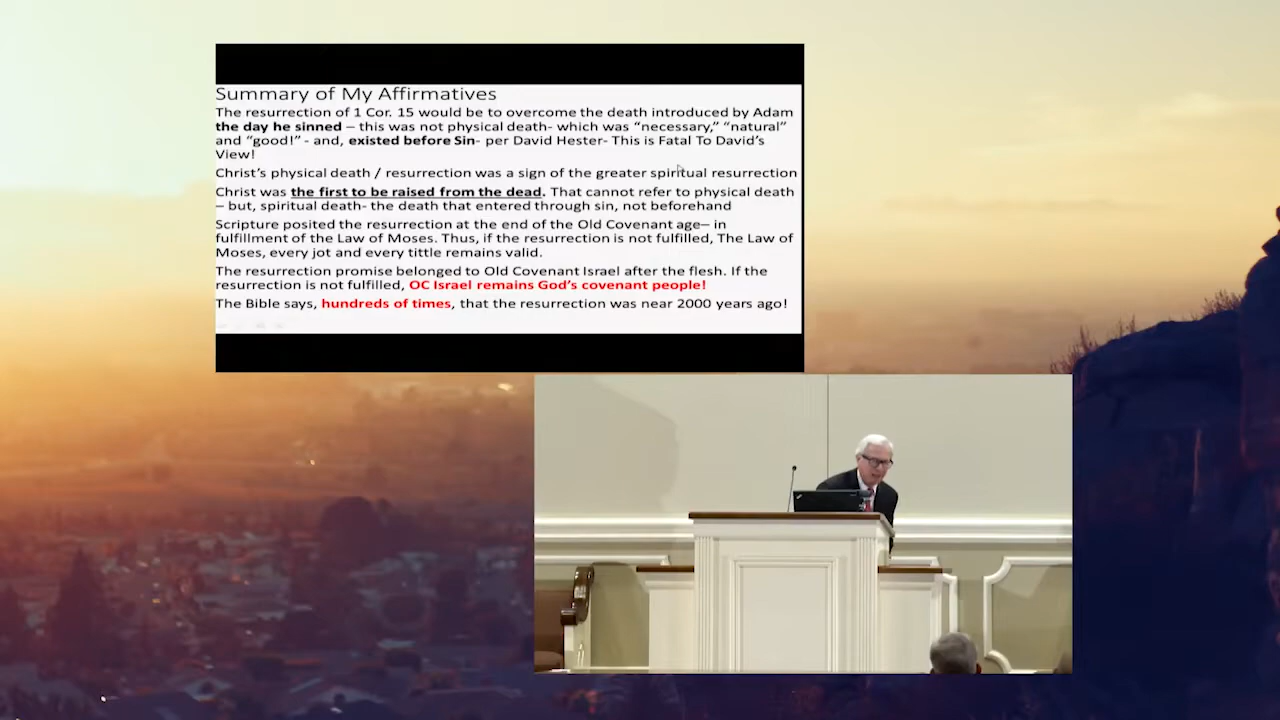 Summary of My Affirmatives
The resurrection of 1 Cor. 15 would be to overcome the death introduced by Adam
the day he sinned – this was not physical death- which was “necessary,” “natural”
and “good!” - and, existed before Sin- per David Hester- This is Fatal To David’s
View!
Christ’s physical death / resurrection was a sign of the greater spiritual resurrection
Christ was the first to be raised from the dead. That cannot refer to physical death
– but, spiritual death- the death that entered through sin, not beforehand
Scripture posited the resurrection at the end of the Old Covenant age– in
fulfillment of the Law of Moses. Thus, if the resurrection is not fulfilled, The Law of
Moses, every jot and every tittle remains valid.
The resurrection promise belonged to Old Covenant Israel after the flesh. If the
resurrection is not fulfilled, OC Israel remains God’s covenant people!
The Bible says, hundreds of times, that the resurrection was near 2000 years ago!